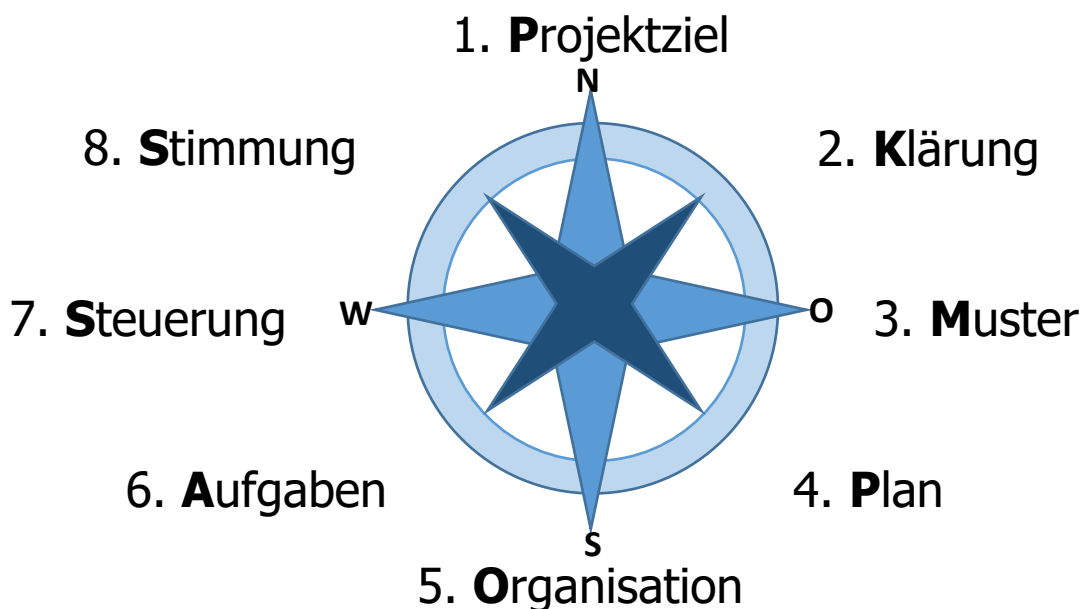 1. Projektziel
N
8. Stimmung
2. Klärung
7. Steuerung
W
O
3. Muster
6. Aufgaben
4. Plan
S
5. Organisation